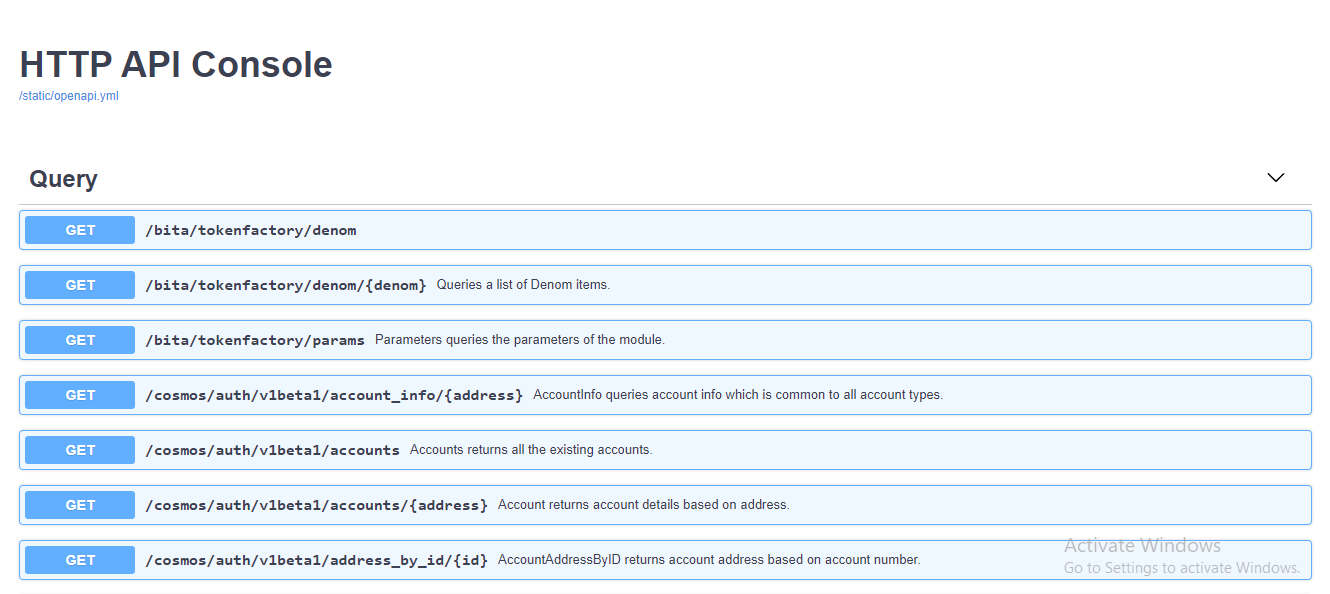 HTTP API Console
/static/openapi.yml
Query
GET /bita/tokenfactory/denom
GET /bita/tokenfactory/denom/{denom} Queries a list of Denom items.
GET /bita/tokenfactory/params Parameters queries the parameters of the module.
GET /cosmos/auth/v1beta1/account_info/{address} AccountInfo queries account info which is common to all account types.
GET /cosmos/auth/v1beta1/accounts Accounts returns all the existing accounts.
GET /cosmos/auth/v1beta1/accounts/{address} Account returns account details based on address.
GET /cosmos/auth/v1beta1/address_by_id/{id} AccountAddressByID returns account address based on account number.
Activate Windows
Go to Settings to activate Windows.